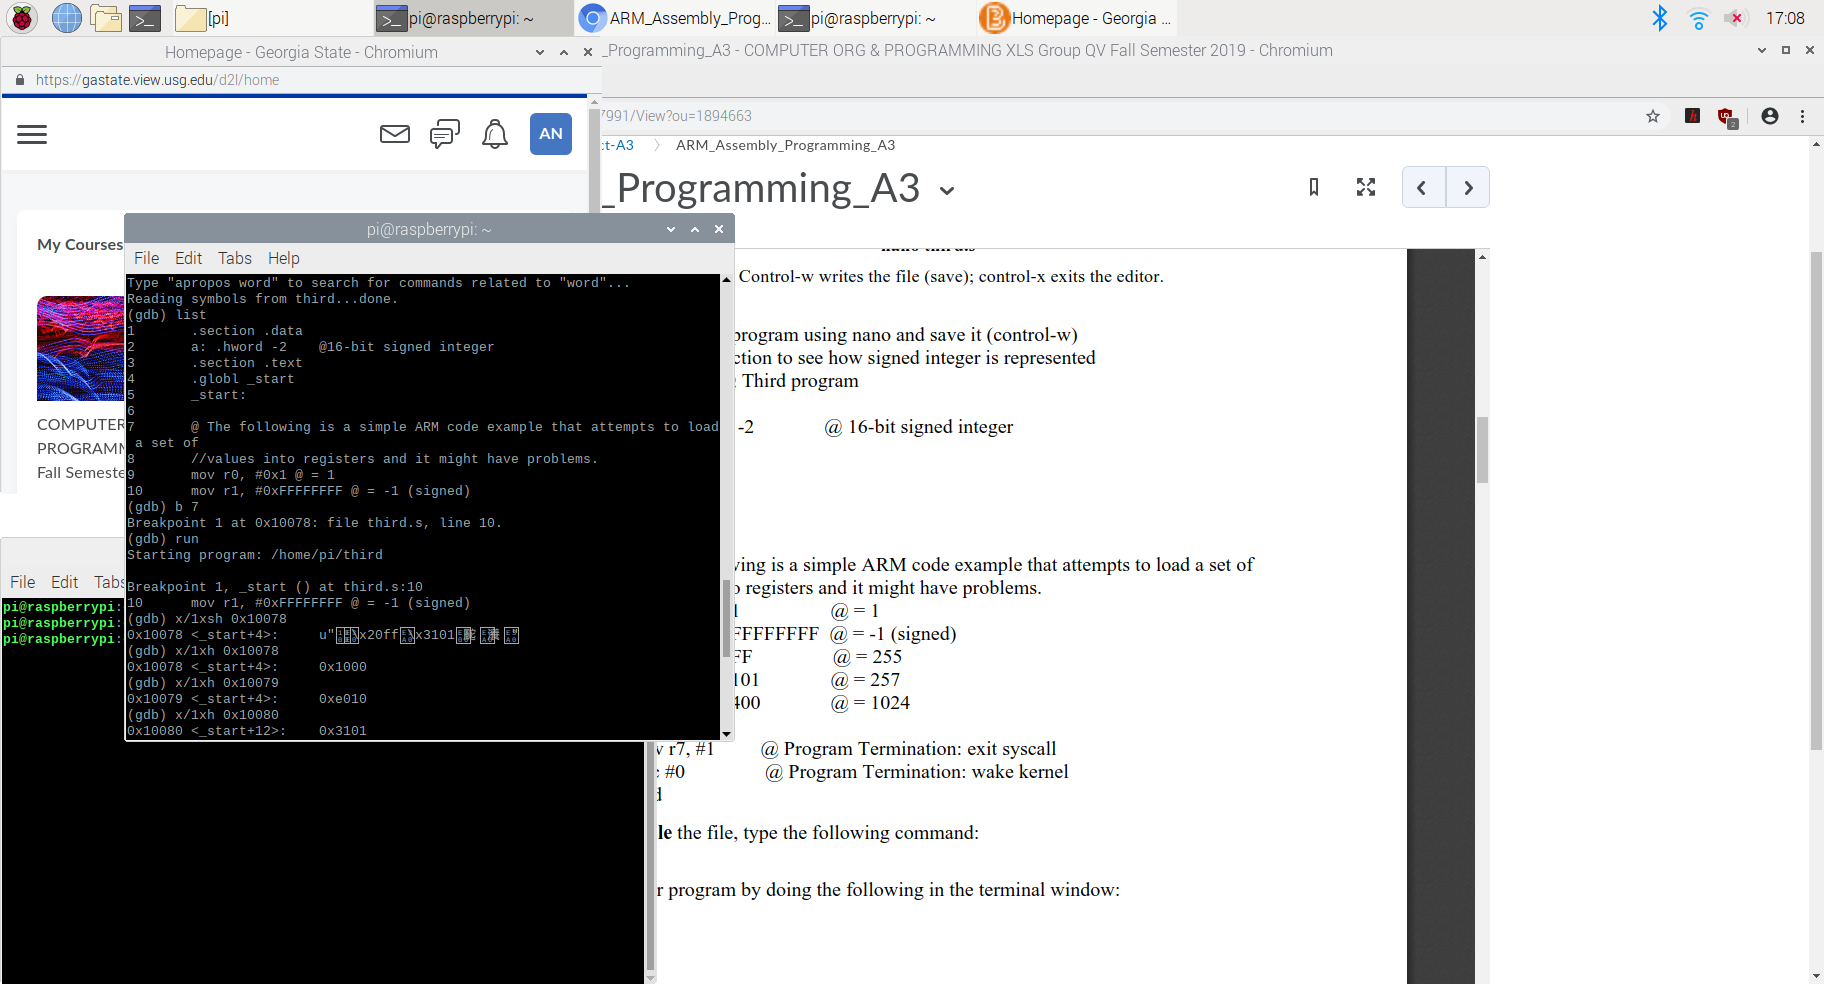 [pi]
pi@raspberrypi: ~
ARM_Assembly_Prog...
pi@raspberrypi: ~
Homepage - Georgia ...
17:08
Homepage - Georgia State - Chromium
_Programming_A3 - COMPUTER ORG & PROGRAMMING XLS Group QV Fall Semester 2019 - Chromium
https://gastate.view.usg.edu/d2l/home
7991/View?ou=1894663
AN
ct-A3
ARM_Assembly_Programming_A3
_Programming_A3
My Courses
COMPUTER
PROGRAMM
Fall Semeste
pi@raspberrypi: ~
File Edit Tabs Help
Type "apropos word" to search for commands related to "word"...
Reading symbols from third...done.
(gdb) list
1 .section .data
2 a: .hword -2 @16-bit signed integer
3 .section .text
4 .globl _start
5 _start:
6
7 @ The following is a simple ARM code example that attempts to load
a set of
8 //values into registers and it might have problems.
9 mov r0, #0x1 @ = 1
10 mov r1, #0xFFFFFFFF @ = -1 (signed)
(gdb) b 7
Breakpoint 1 at 0x10078: file third.s, line 10.
(gdb) run
Starting program: /home/pi/third
Breakpoint 1, _start () at third.s:10
10 mov r1, #0xFFFFFFFF @ = -1 (signed)
(gdb) x/1xsh 0x10078
0x10078 <_start+4>: u" \x20ff \x3101
(gdb) x/1xh 0x10078
0x10078 <_start+4>: 0x1000
(gdb) x/1xh 0x10079
0x10079 <_start+4>: 0xe010
(gdb) x/1xh 0x10080
0x10080 <_start+12>: 0x3101
File Edit Tabs
pi@raspberrypi:
pi@raspberrypi:
pi@raspberrypi:
nano third.s
Control-w writes the file (save); control-x exits the editor.
program using nano and save it (control-w)
ction to see how signed integer is represented
Third program
-2 @ 16-bit signed integer
ving is a simple ARM code example that attempts to load a set of
o registers and it might have problems.
1 @ = 1
FFFFFFFF @ = -1 (signed)
FF @ = 255
101 @ = 257
400 @ = 1024
v r7, #1 @ Program Termination: exit syscall
c #0 @ Program Termination: wake kernel
d
le the file, type the following command:
r program by doing the following in the terminal window: